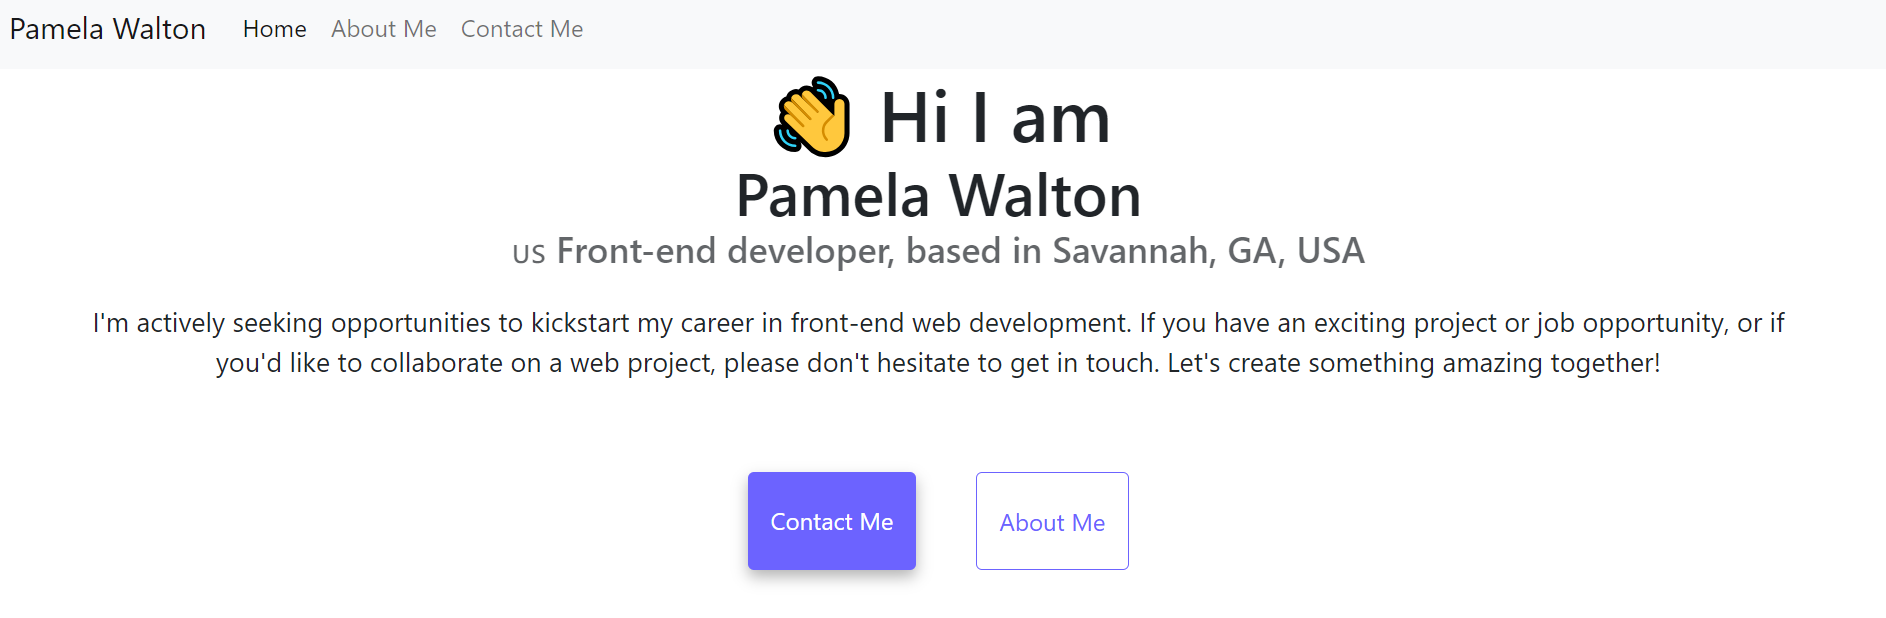 Pamela Walton Home About Me Contact Me
👋 Hi I am
Pamela Walton
us Front-end developer, based in Savannah, GA, USA
I'm actively seeking opportunities to kickstart my career in front-end web development. If you have an exciting project or job opportunity, or if
you'd like to collaborate on a web project, please don't hesitate to get in touch. Let's create something amazing together!
Contact Me About Me